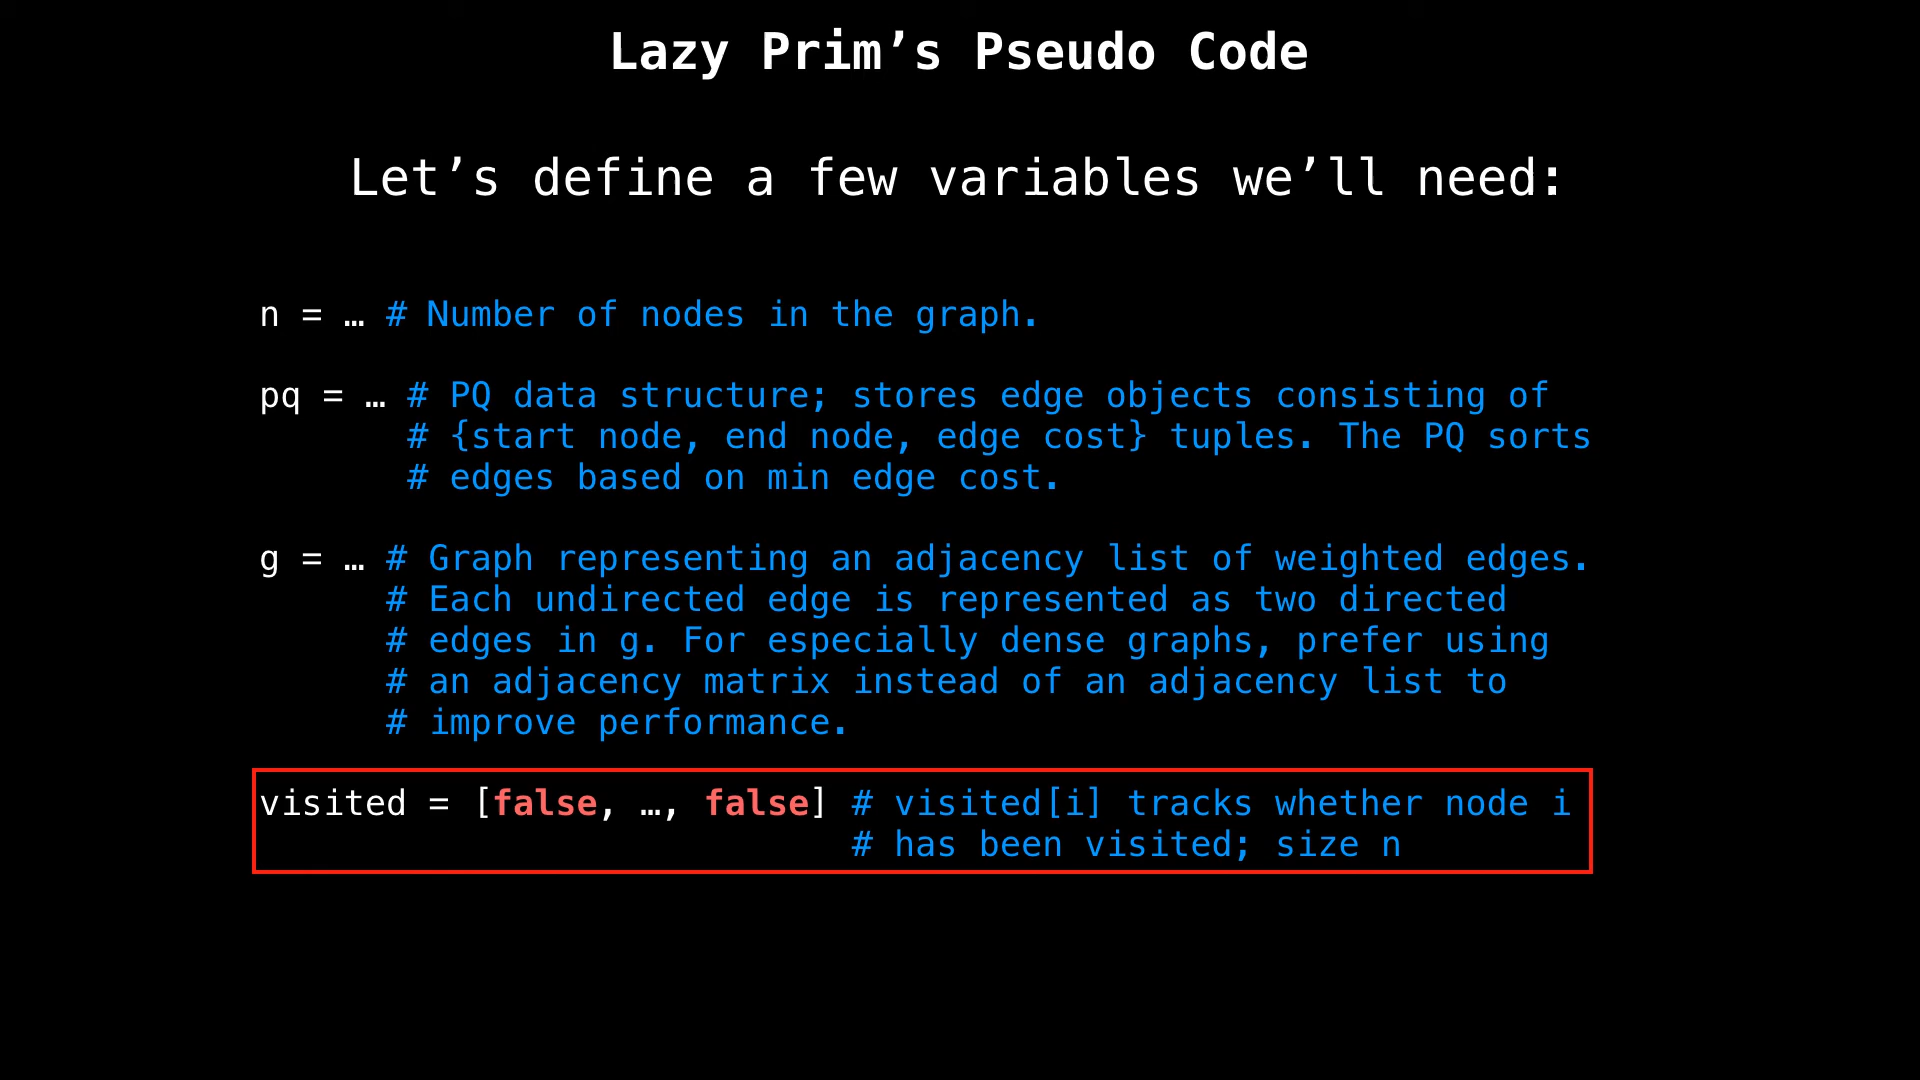 Lazy Prim’s Pseudo Code
Let’s define a few variables we’ll need:
n = … # Number of nodes in the graph.
pq = … # PQ data structure; stores edge objects consisting of
# {start node, end node, edge cost} tuples. The PQ sorts
# edges based on min edge cost.
g = … # Graph representing an adjacency list of weighted edges.
# Each undirected edge is represented as two directed
# edges in g. For especially dense graphs, prefer using
# an adjacency matrix instead of an adjacency list to
# improve performance.
visited = [false, …, false] # visited[i] tracks whether node i
# has been visited; size n